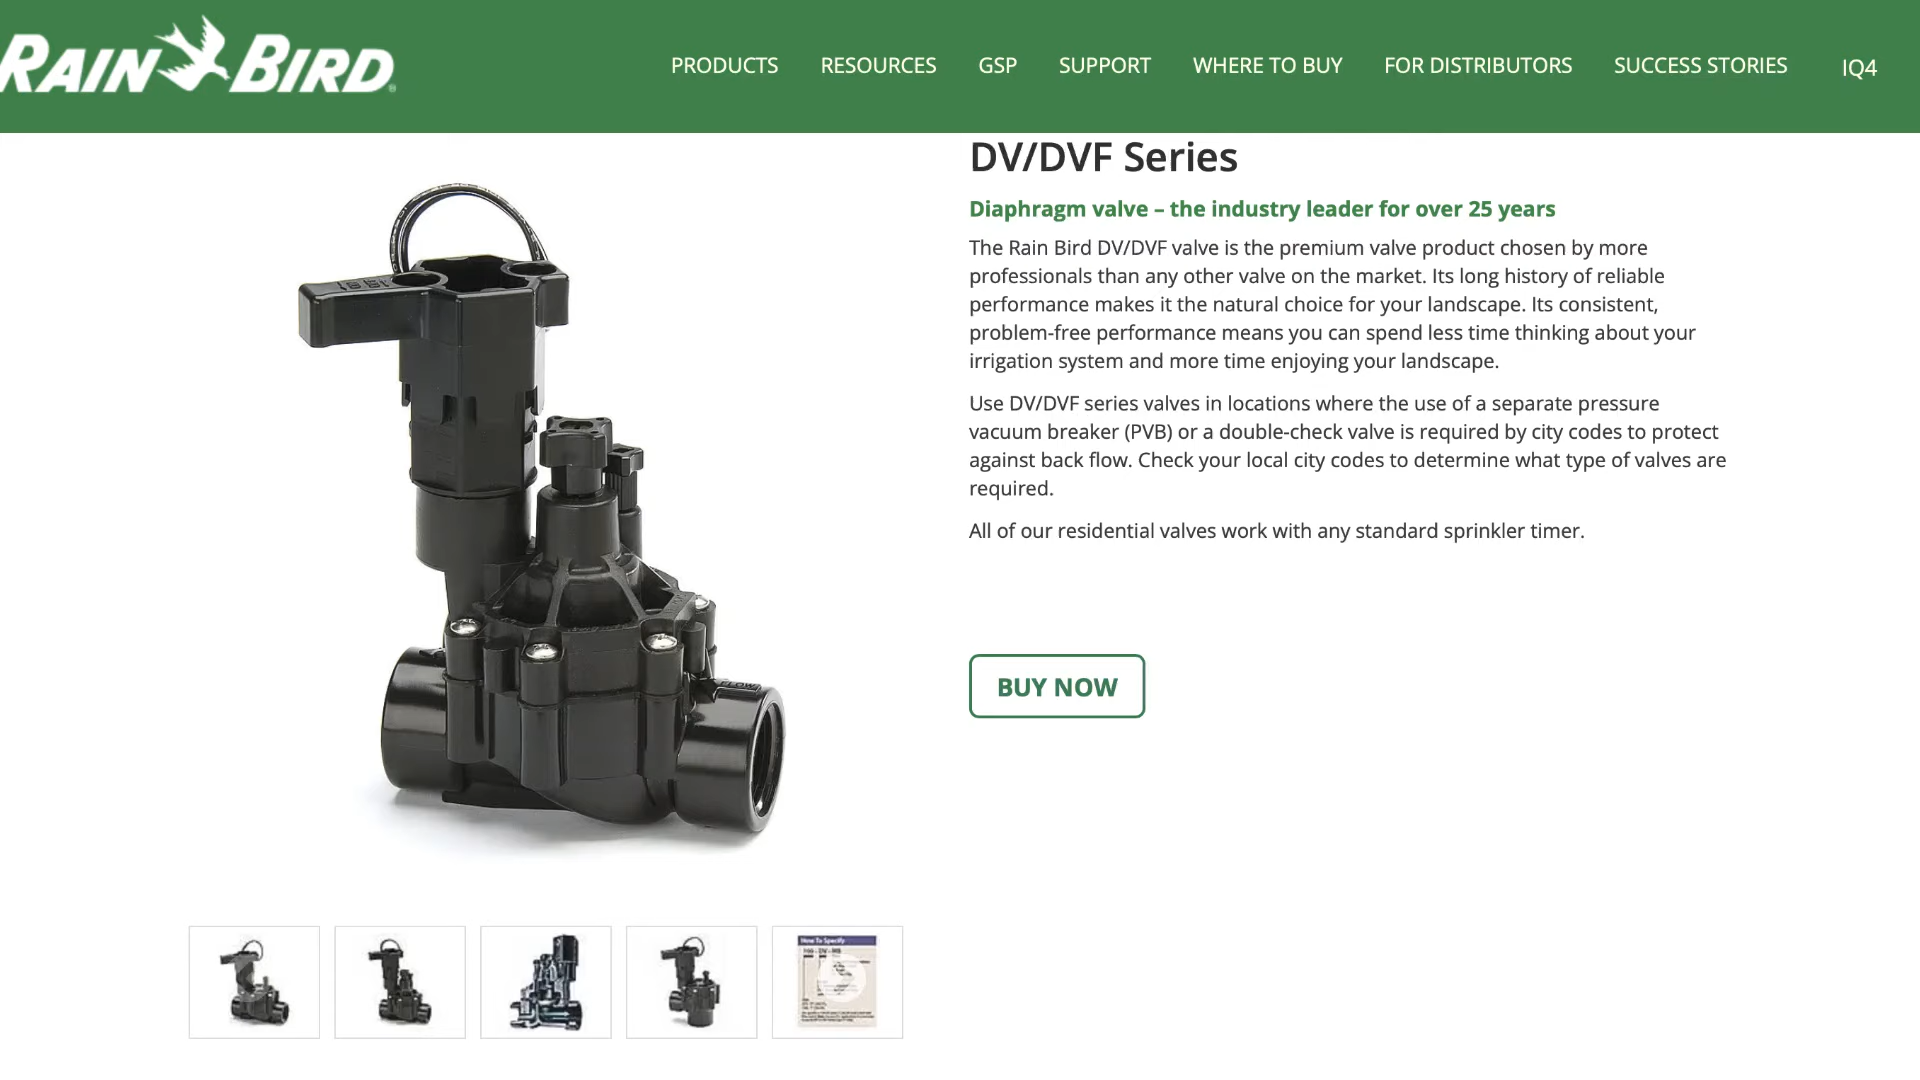 RAIN BIRD
PRODUCTS RESOURCES GSP SUPPORT WHERE TO BUY FOR DISTRIBUTORS SUCCESS STORIES IQ4
DV/DVF Series
Diaphragm valve – the industry leader for over 25 years
The Rain Bird DV/DVF valve is the premium valve product chosen by more
professionals than any other valve on the market. Its long history of reliable
performance makes it the natural choice for your landscape. Its consistent,
problem-free performance means you can spend less time thinking about your
irrigation system and more time enjoying your landscape.
Use DV/DVF series valves in locations where the use of a separate pressure
vacuum breaker (PVB) or a double-check valve is required by city codes to protect
against back flow. Check your local city codes to determine what type of valves are
required.
All of our residential valves work with any standard sprinkler timer.
BUY NOW
FLOW
How To Specify